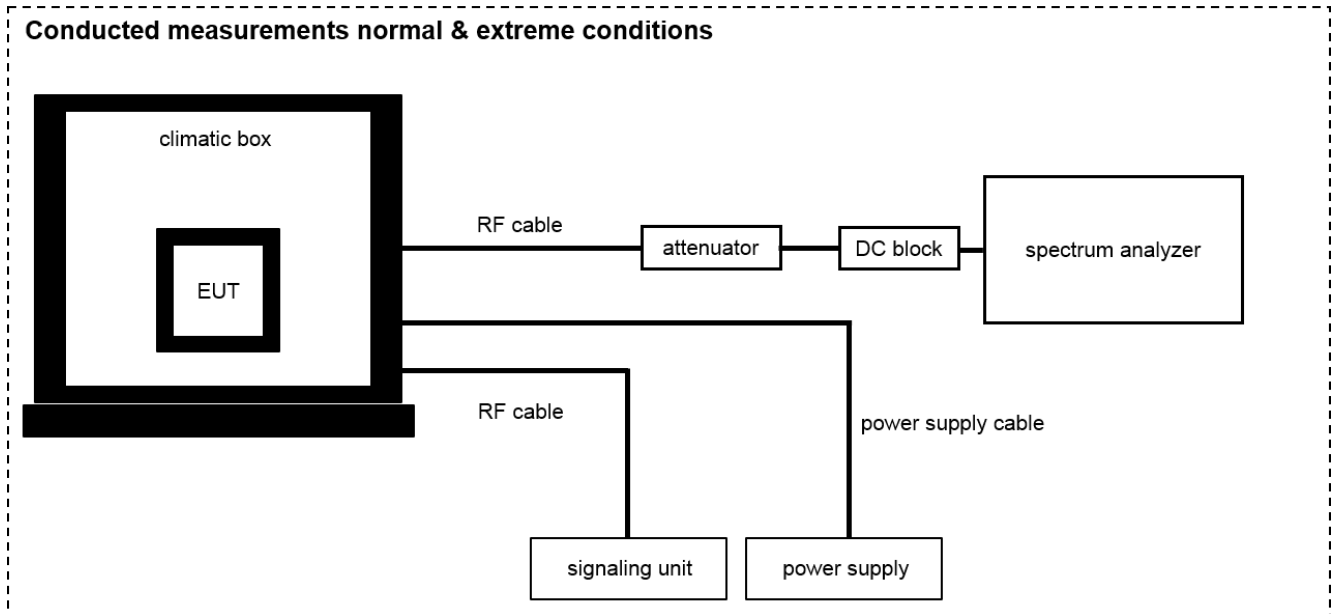 Conducted measurements normal & extreme conditions
climatic box
RF cable
attenuator
DC block
spectrum analyzer
EUT
RF cable
power supply cable
signaling unit
power supply